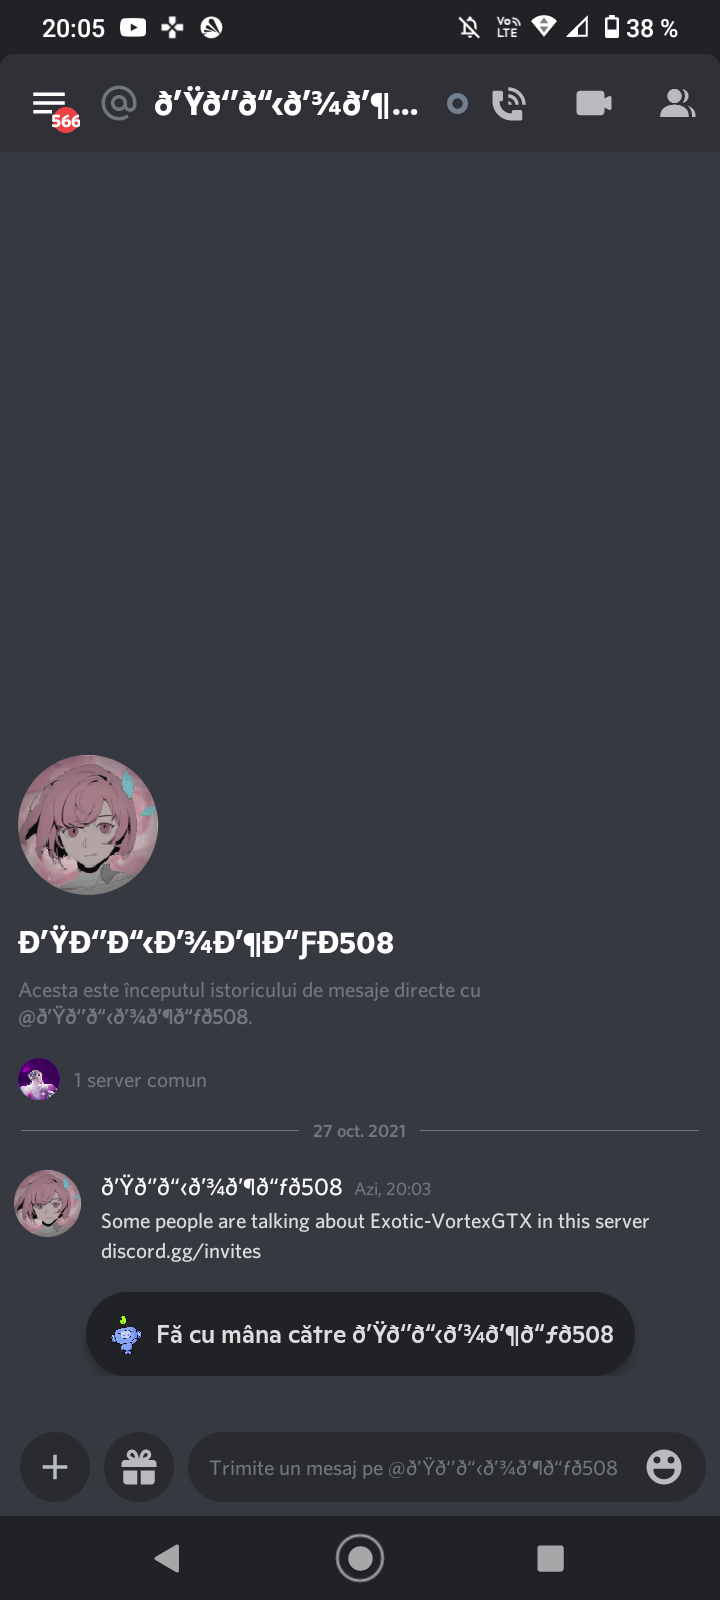 20:05
Vo LTE
38 %
566
ð’Ÿð‘’ð“‹ð’¾ð’¶...
Ð’ŸÐ‘’Ð“‹Ð’¾Ð’¶Ð“ƑÐ508
Acesta este începutul istoricului de mesaje directe cu
@ð’Ÿð‘’ð“‹ð’¾ð’¶ð“ƒð508.
1 server comun
27 oct. 2021
ð’Ÿð‘’ð“‹ð’¾ð’¶ð“ƒð508 Azi, 20:03
Some people are talking about Exotic-VortexGTX in this server
discord.gg/invites
Fă cu mâna către ð’Ÿð‘’ð“‹ð’¾ð’¶ð“ƒð508
Trimite un mesaj pe @ð’Ÿð‘’ð“‹ð’¾ð’¶ð“ƒð508